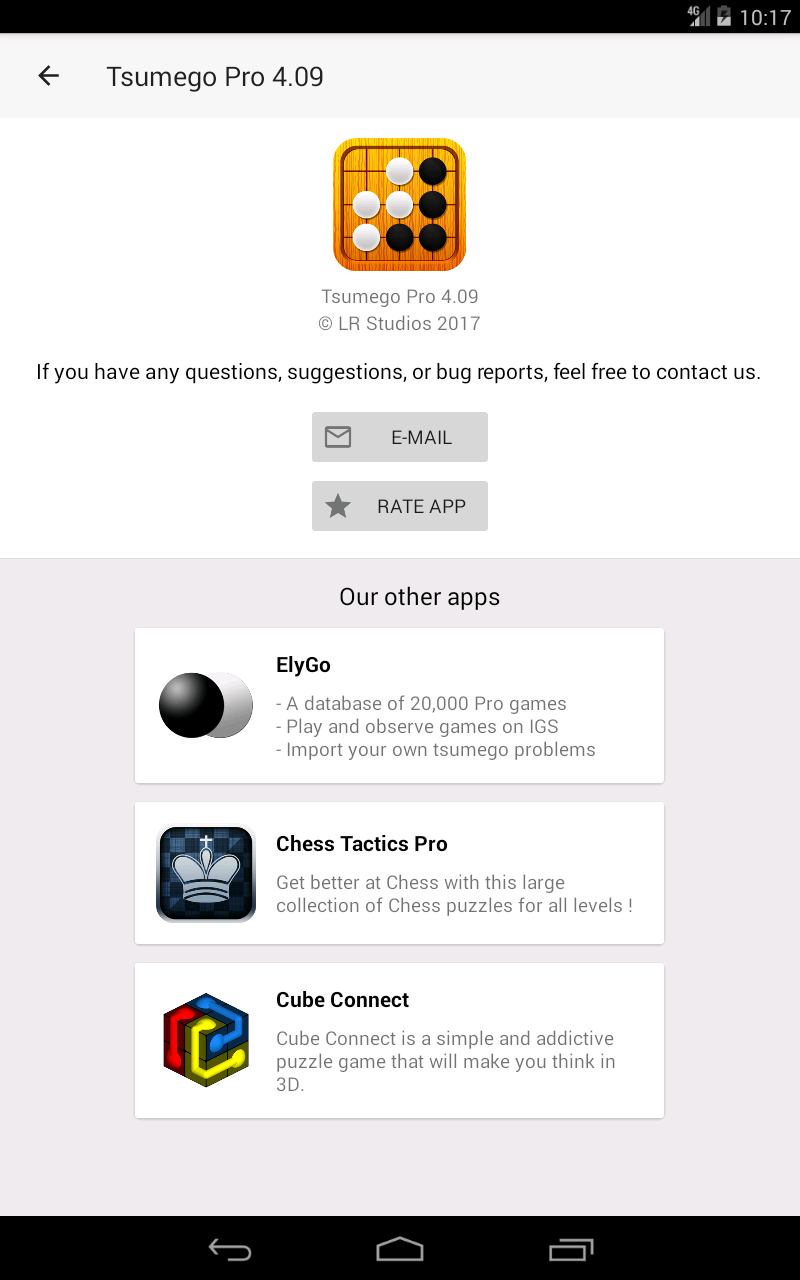 4G 10:17
Tsumego Pro 4.09
Tsumego Pro 4.09
© LR Studios 2017
If you have any questions, suggestions, or bug reports, feel free to contact us.
E-MAIL
RATE APP
Our other apps
ElyGo
- A database of 20,000 Pro games
- Play and observe games on IGS
- Import your own tsumego problems
Chess Tactics Pro
Get better at Chess with this large
collection of Chess puzzles for all levels !
Cube Connect
Cube Connect is a simple and addictive
puzzle game that will make you think in
3D.